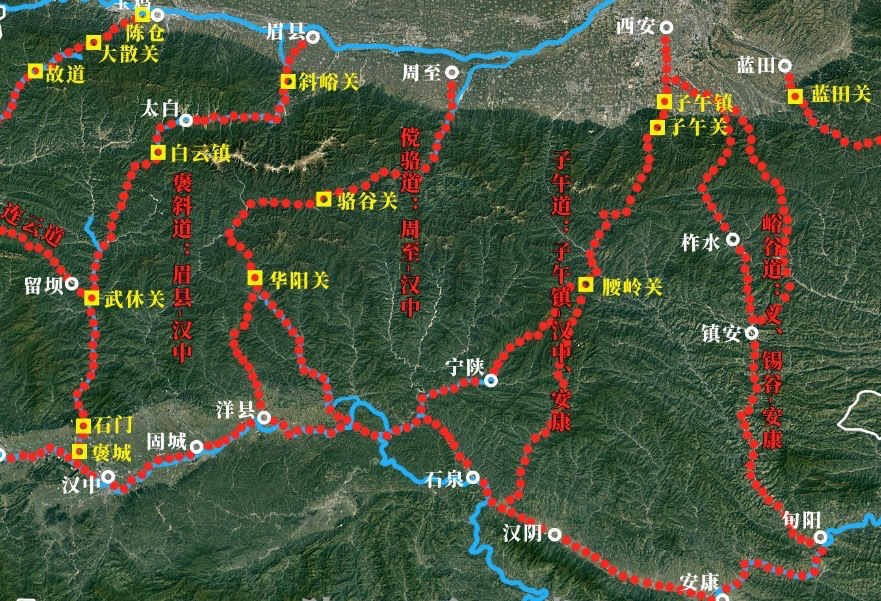 陈仓
大散关
故道
眉县
斜峪关
太白
白云镇
周至
西安
子午镇
子午关
蓝田
蓝田关
褒斜道：眉县-汉中
傥骆道：周至-汉中
子午道：子午镇-汉中、安康
峪谷道：义、锡谷-安康
骆谷关
连云道
留坝
武休关
华阳关
腰岭关
柞水
镇安
宁陕
洋县
石门
褒城
固城
汉中
石泉
汉阴
旬阳
安康